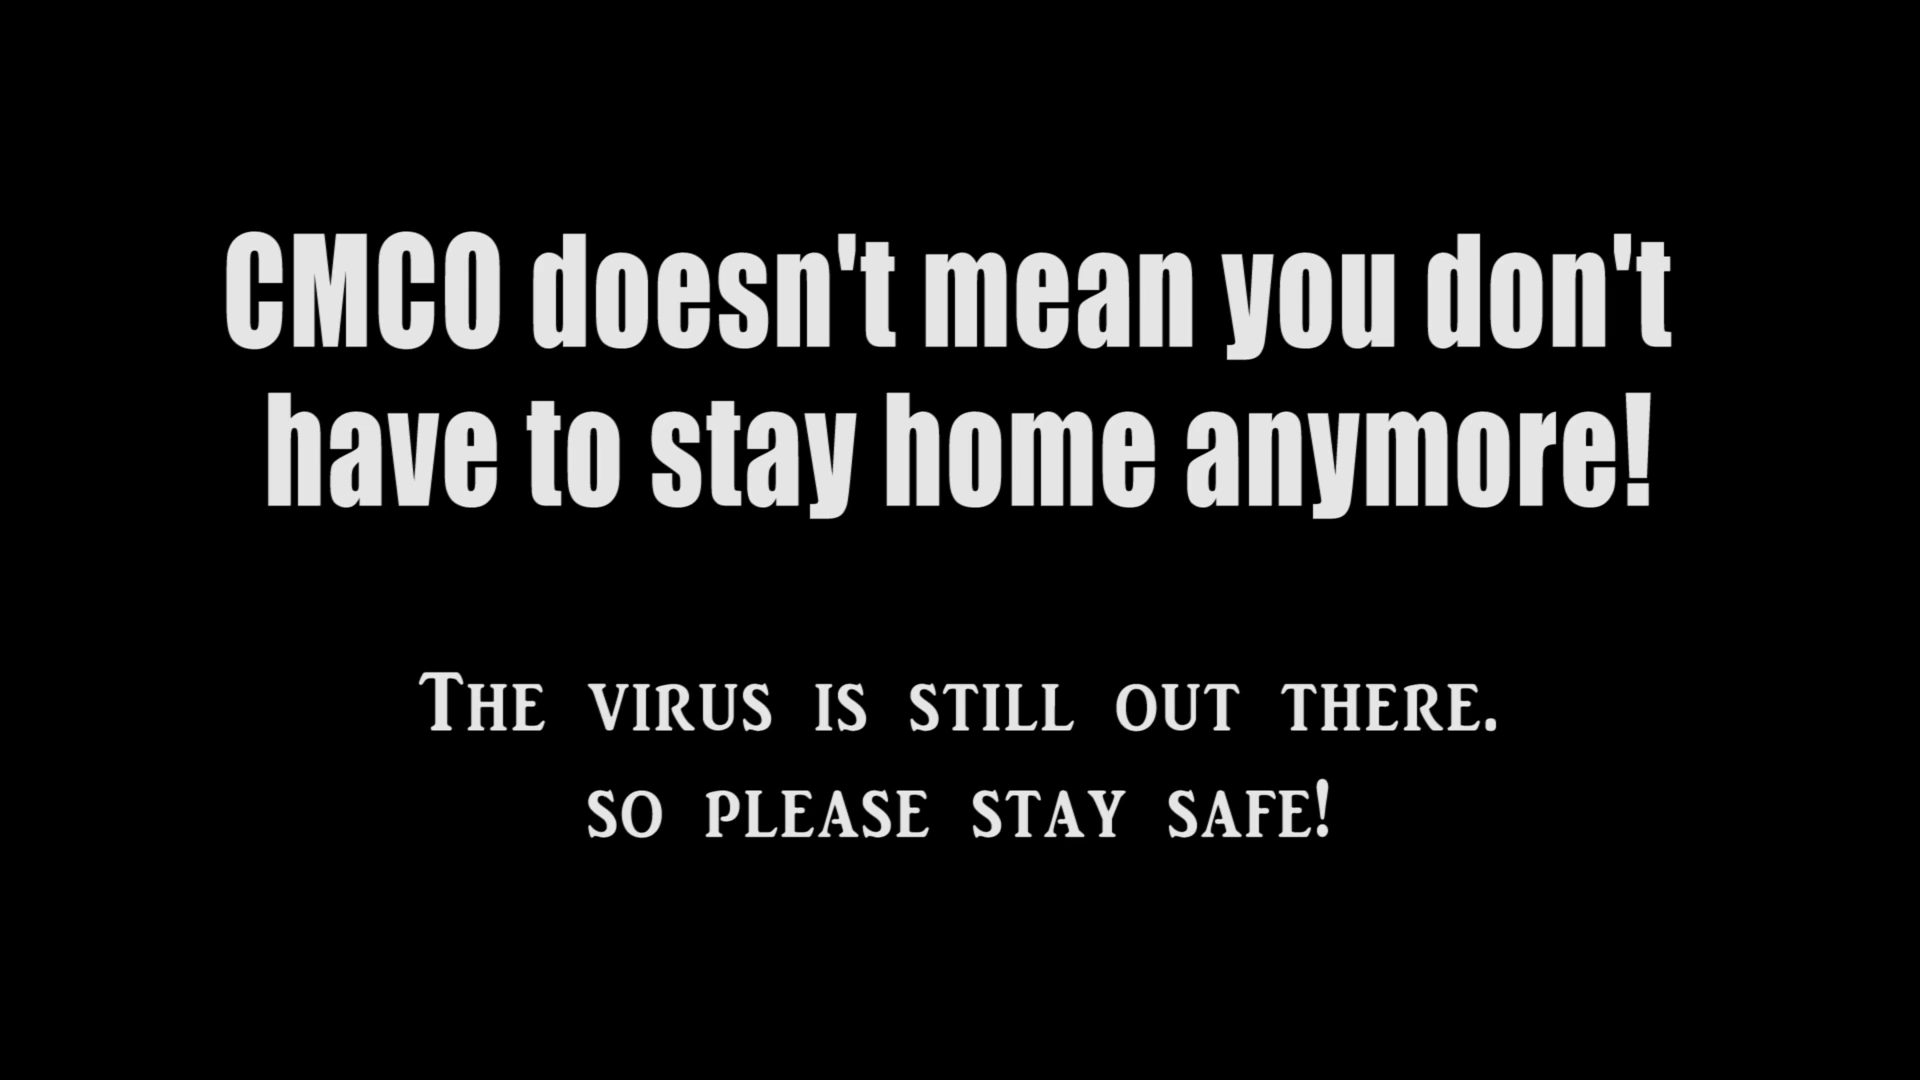 CMCO doesn't mean you don't
have to stay home anymore!
The virus is still out there.
so please stay safe!